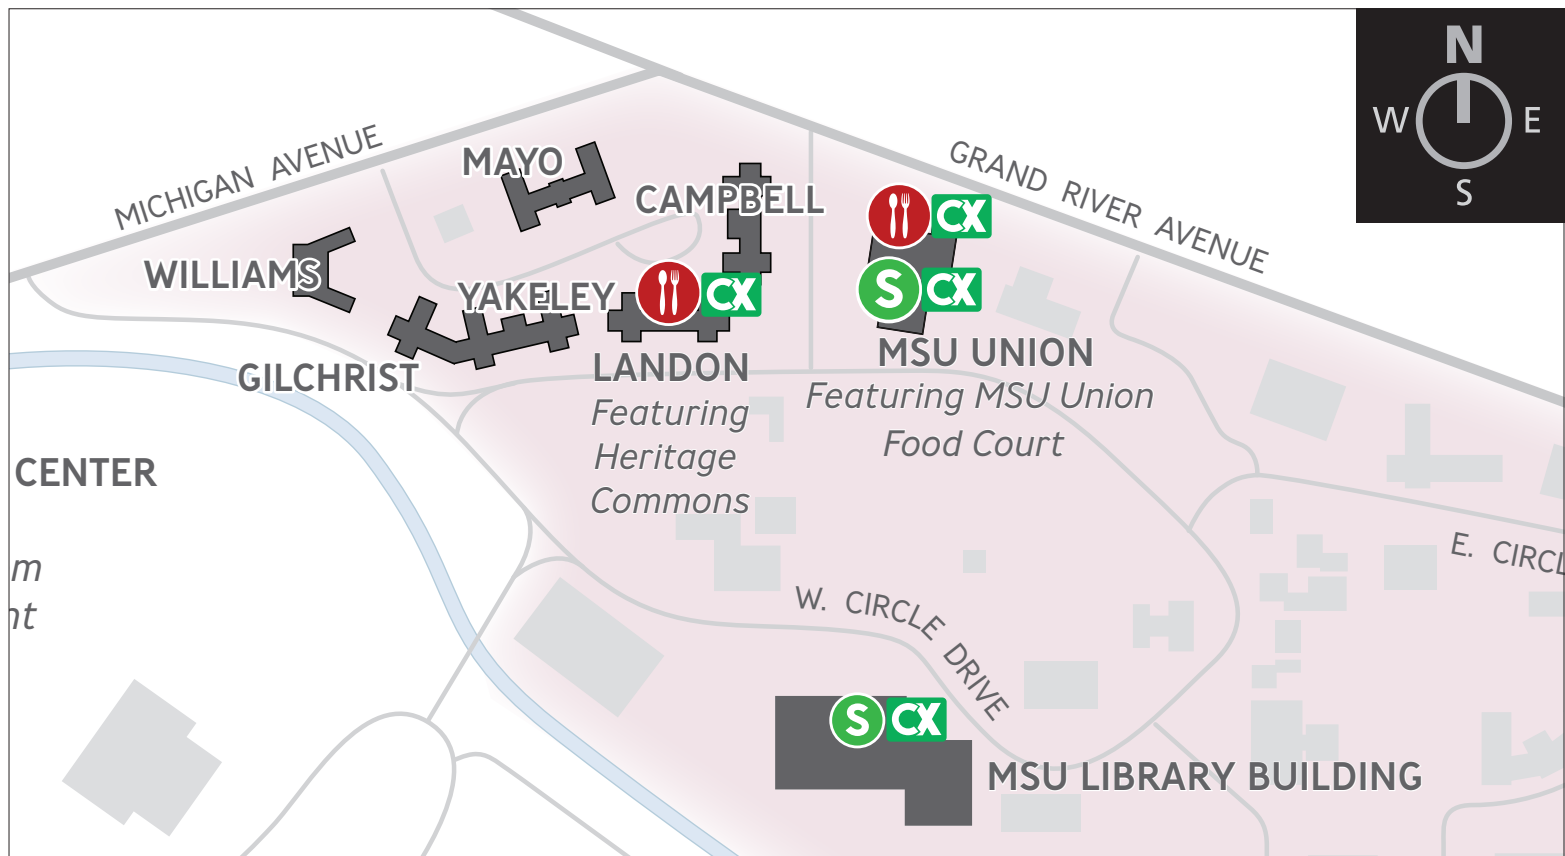 N
W
E
S
MICHIGAN AVENUE
GRAND RIVER AVENUE
MAYO
CAMPBELL
CX
WILLIAMS
YAKELEY
CX
S
CX
GILCHRIST
LANDON
Featuring
Heritage
Commons
MSU UNION
Featuring MSU Union
Food Court
CENTER
m
nt
E. CIRCL
W. CIRCLE DRIVE
S
CX
MSU LIBRARY BUILDING